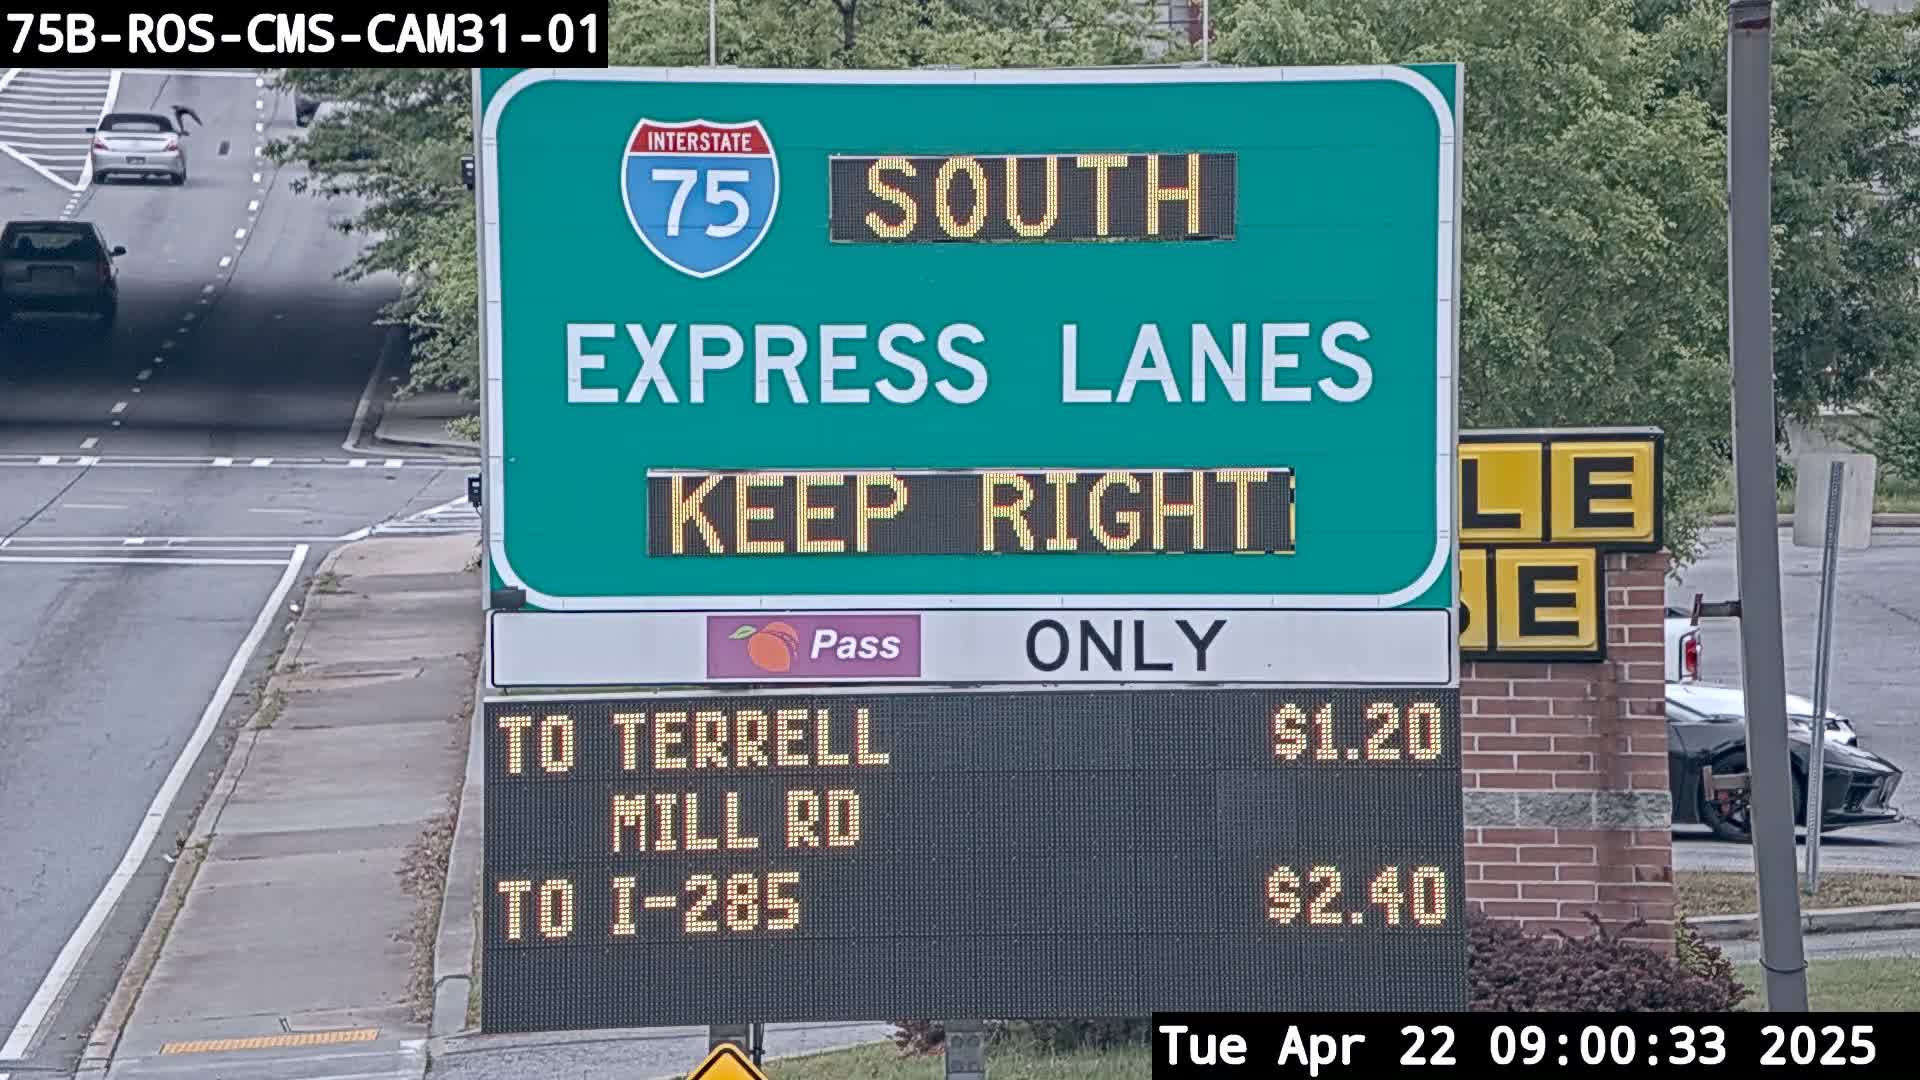 75B-ROS-CMS-CAM31-01
INTERSTATE
75
SOUTH
EXPRESS LANES
KEEP RIGHT
Pass ONLY
TO TERRELL $1.20
MILL RD
TO I-285 $2.40
LE
E
Tue Apr 22 09:00:33 2025